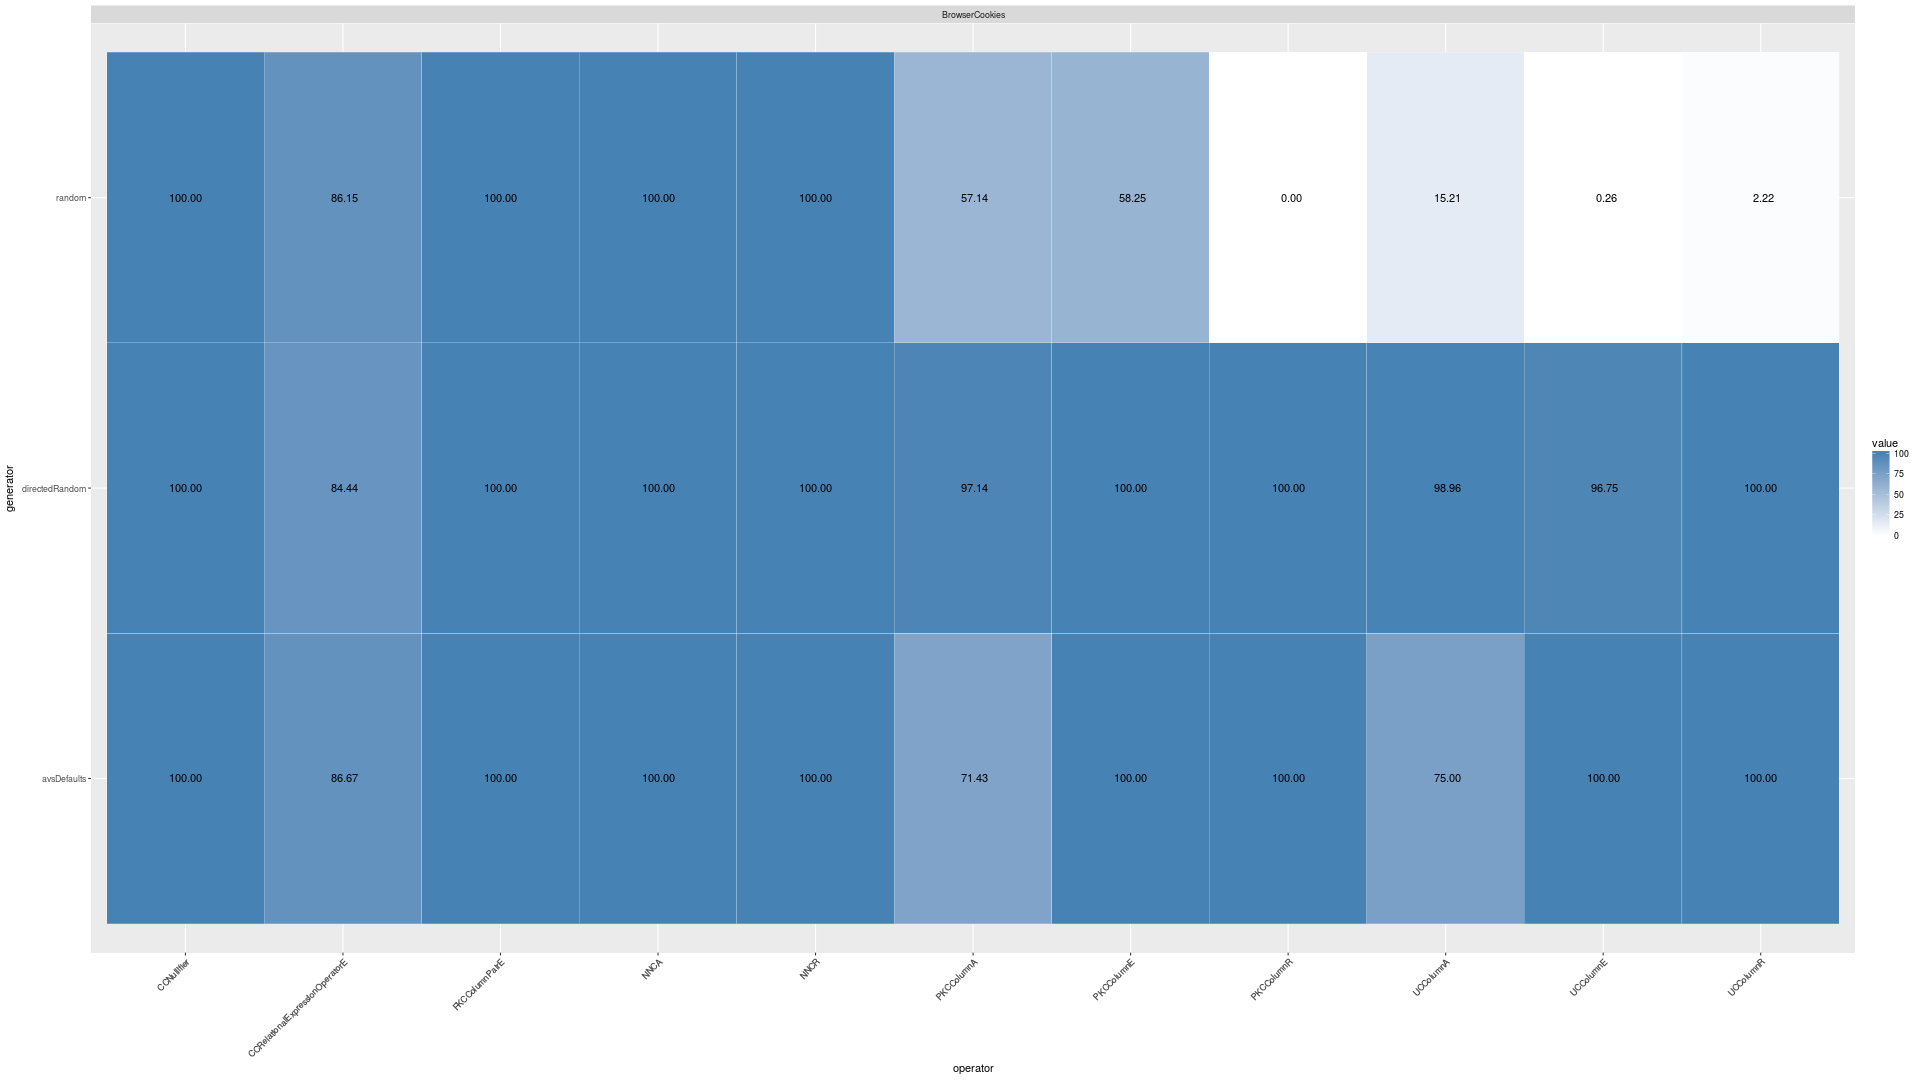 BrowserCookies
random
100.00 86.15 100.00 100.00 100.00 57.14 58.25 0.00 15.21 0.26 2.22
directedRandom
100.00 84.44 100.00 100.00 100.00 97.14 100.00 100.00 98.96 96.75 100.00
avsDefaults
100.00 86.67 100.00 100.00 100.00 71.43 100.00 100.00 75.00 100.00 100.00
generator
CCNullifier
CCRelationalExpressionOperatorE
FKCColumnPairE
NNCA
NNCR
PKCColumnA
PKCColumnE
PKCColumnR
UCColumnA
UCColumnE
UCColumnR
operator
value
100
75
50
25
0